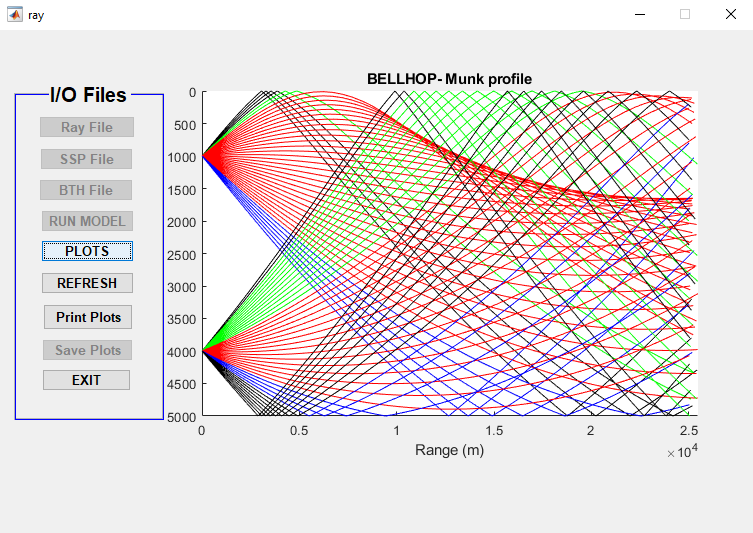 ray
I/O Files
Ray File
SSP File
BTH File
RUN MODEL
PLOTS
REFRESH
Print Plots
Save Plots
EXIT
BELLHOP- Munk profile
0
500
1000
1500
2000
2500
3000
3500
4000
4500
5000
0
0.5
1
1.5
2
2.5
×10⁴
Range (m)